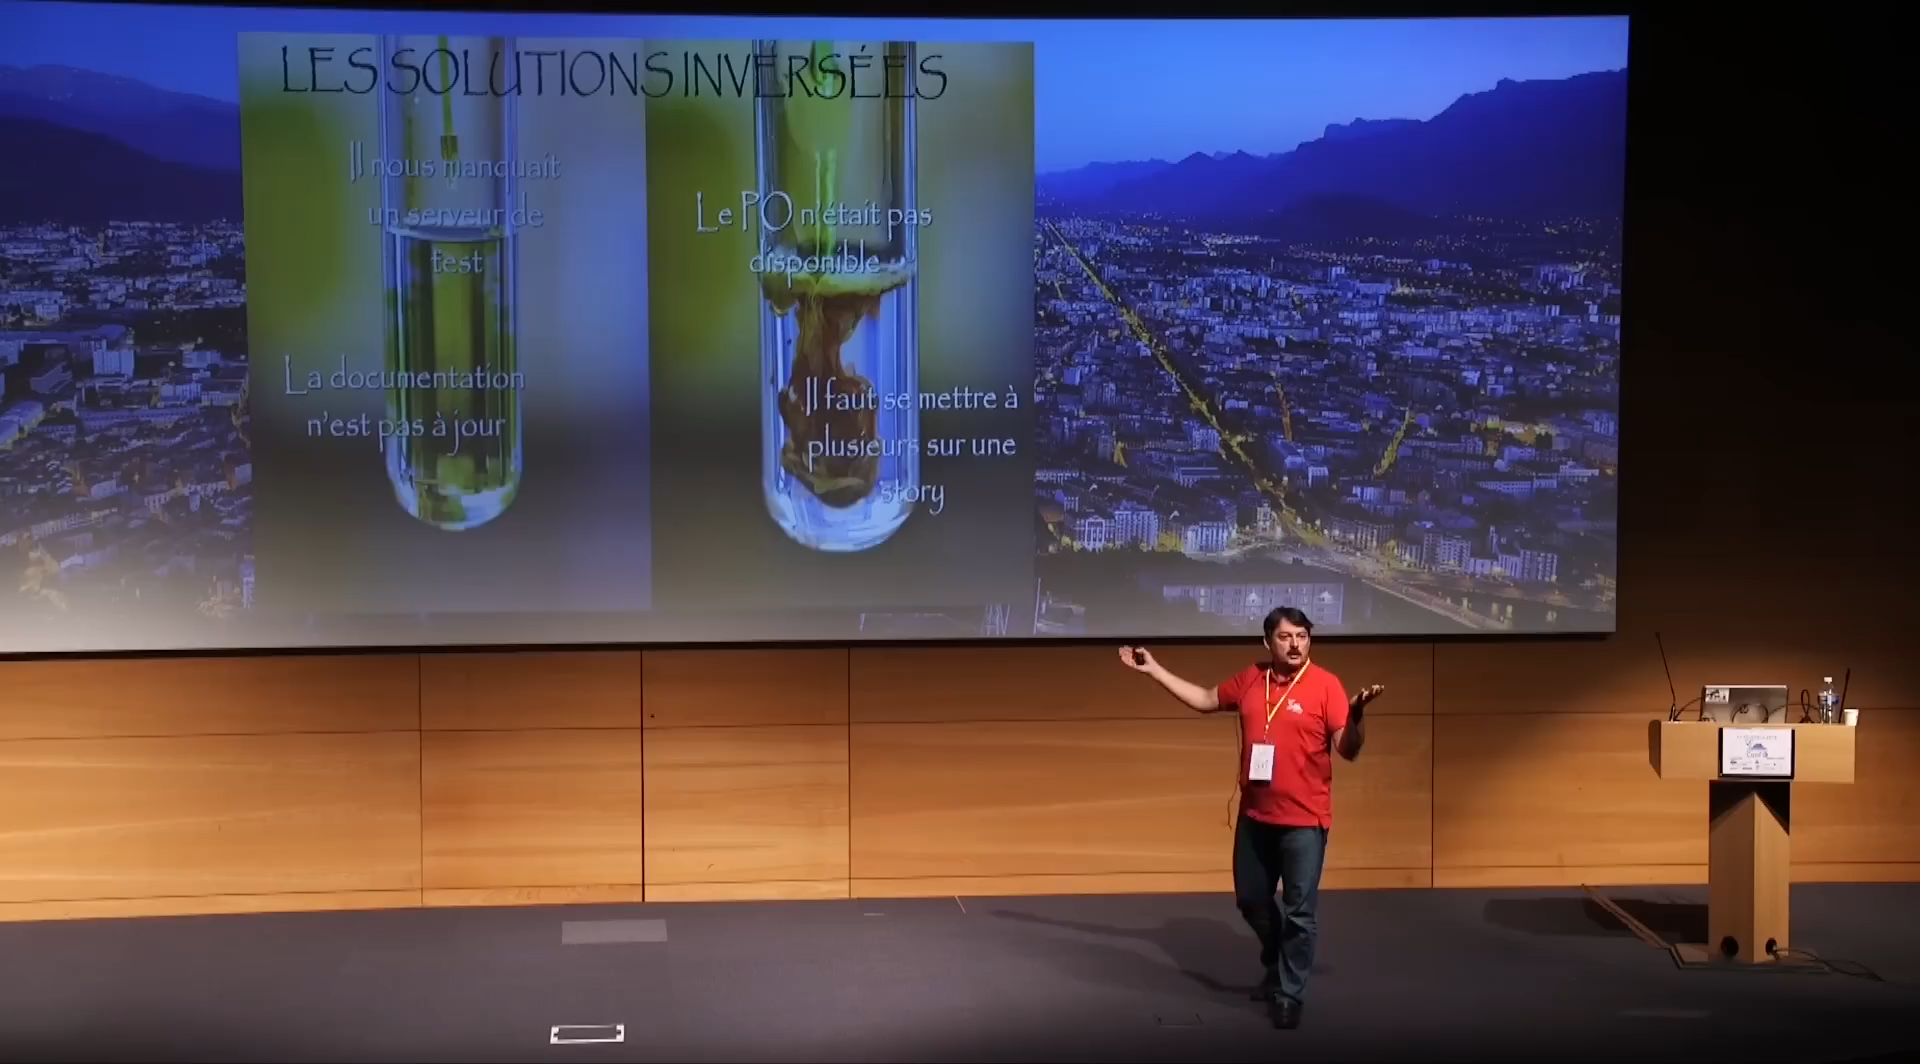 LES SOLUTIONS INVERSÉES
Il nous manquait
un serveur de
test
La documentation
n'est pas à jour
Le PO n'était pas
disponible
Il faut se mettre à
plusieurs sur une
story